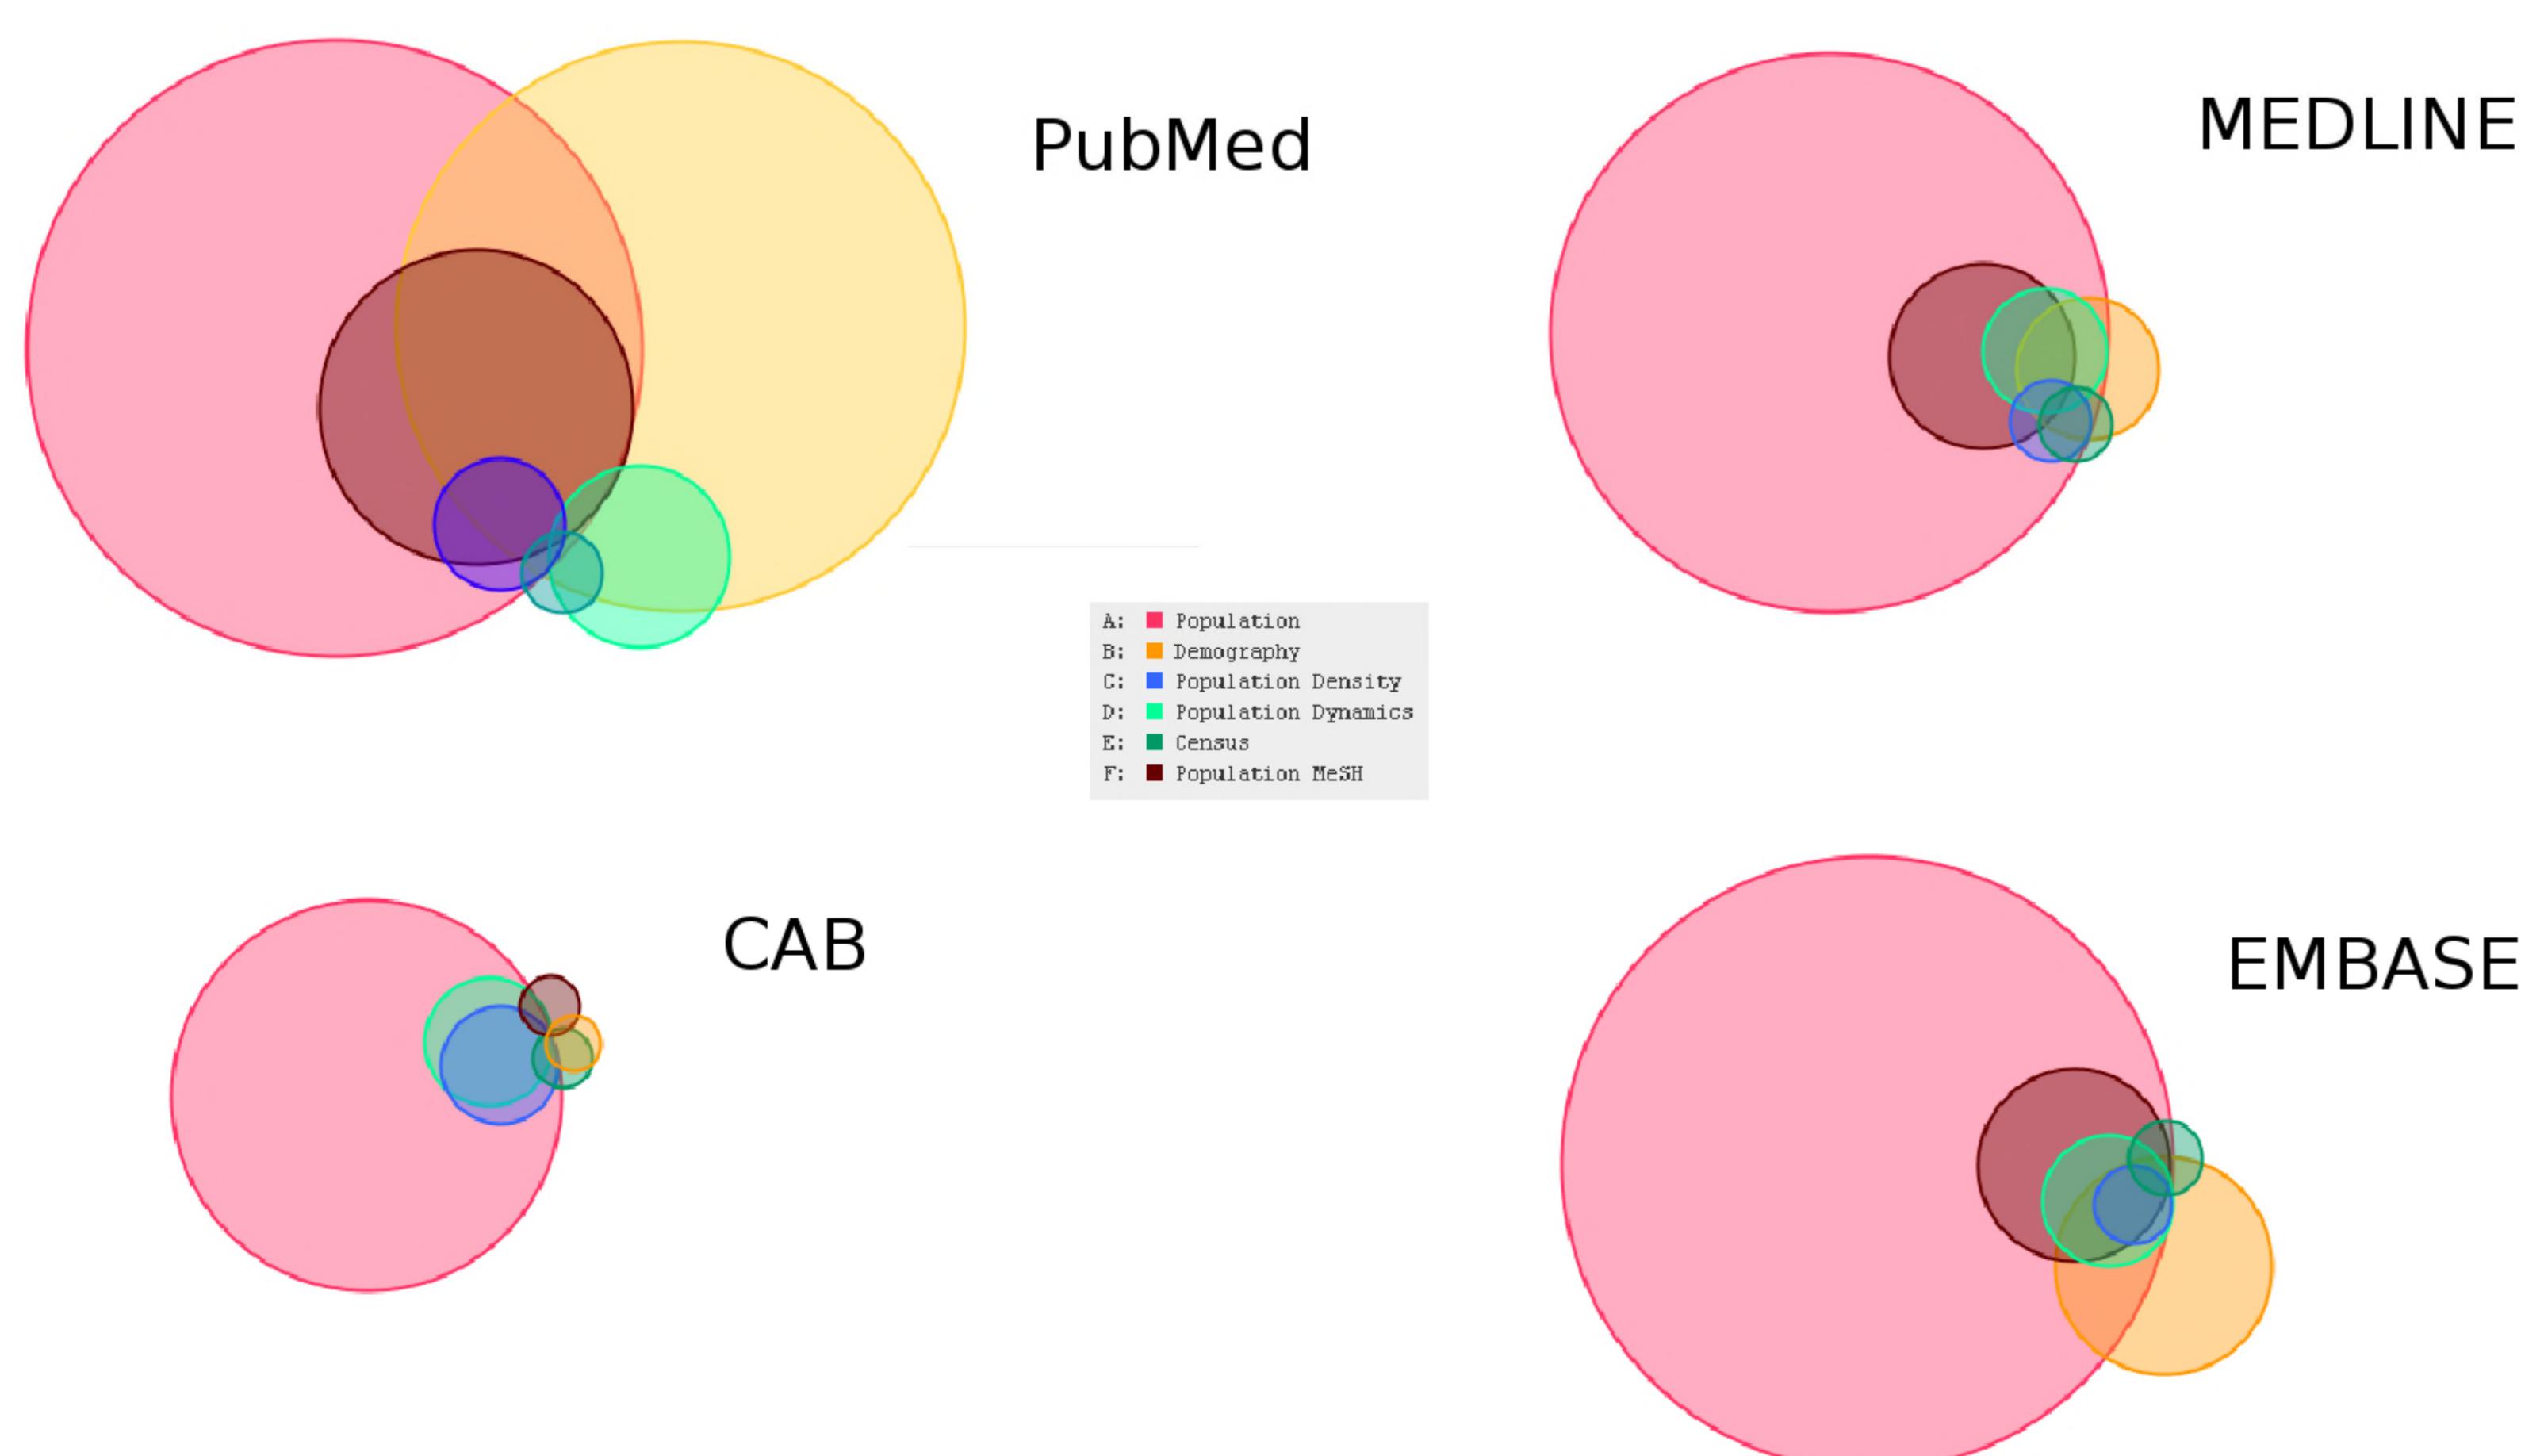 PubMed
MEDLINE
A: Population
B: Demography
C: Population Density
D: Population Dynamics
E: Census
F: Population MeSH
CAB
EMBASE